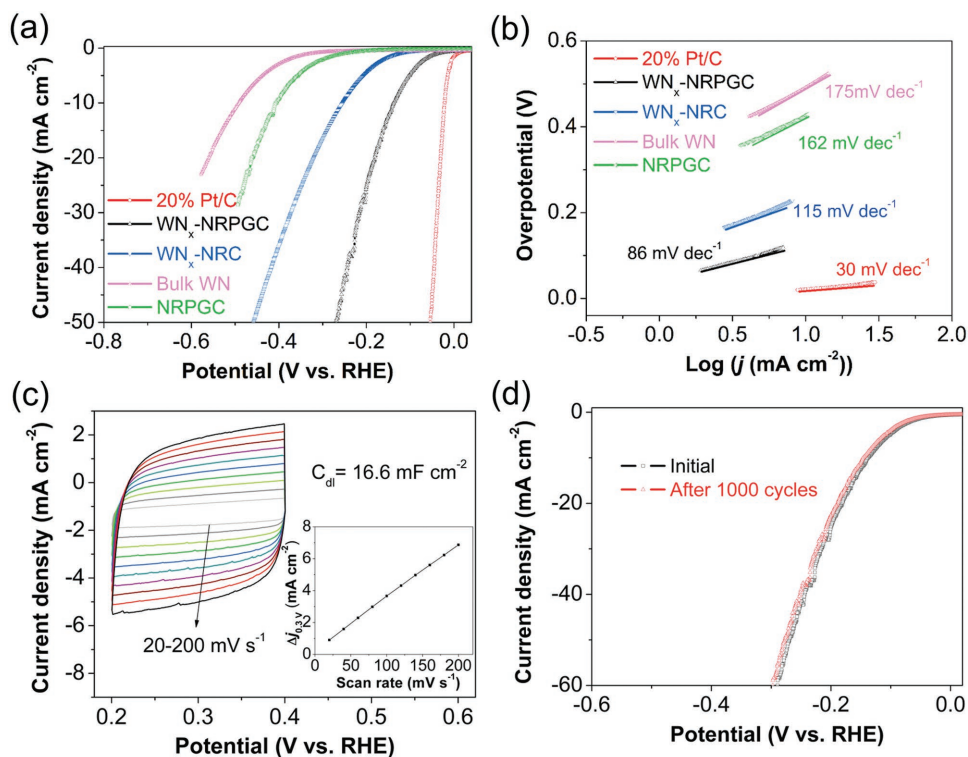 (a)
0
-10
-20
-30
-40
-50
-0.8
-0.6
-0.4
-0.2
0.0
Current density (mA cm-2)
Potential (V vs. RHE)
20% Pt/C
WNx-NRPGC
WNx-NRC
Bulk WN
NRPGC
(b)
0.6
0.4
0.2
0.0
-0.5
0.0
0.5
1.0
1.5
2.0
Overpotential (V)
Log (j (mA cm-2))
20% Pt/C
WNx-NRPGC
WNx-NRC
Bulk WN
NRPGC
175mV dec-1
162 mV dec-1
115 mV dec-1
86 mV dec-1
30 mV dec-1
(c)
2
0
-2
-4
-6
-8
0.2
0.3
0.4
0.5
0.6
Current density (mA cm-2)
Potential (V vs. RHE)
Cdl= 16.6 mF cm-2
20-200 mV s-1
8
6
4
2
0
0
50
100
150
200
Δj0.3 V (mA cm-2)
Scan rate (mV s-1)
(d)
0
-20
-40
-60
-0.6
-0.4
-0.2
0.0
Current density (mA cm-2)
Potential (V vs. RHE)
Initial
After 1000 cycles